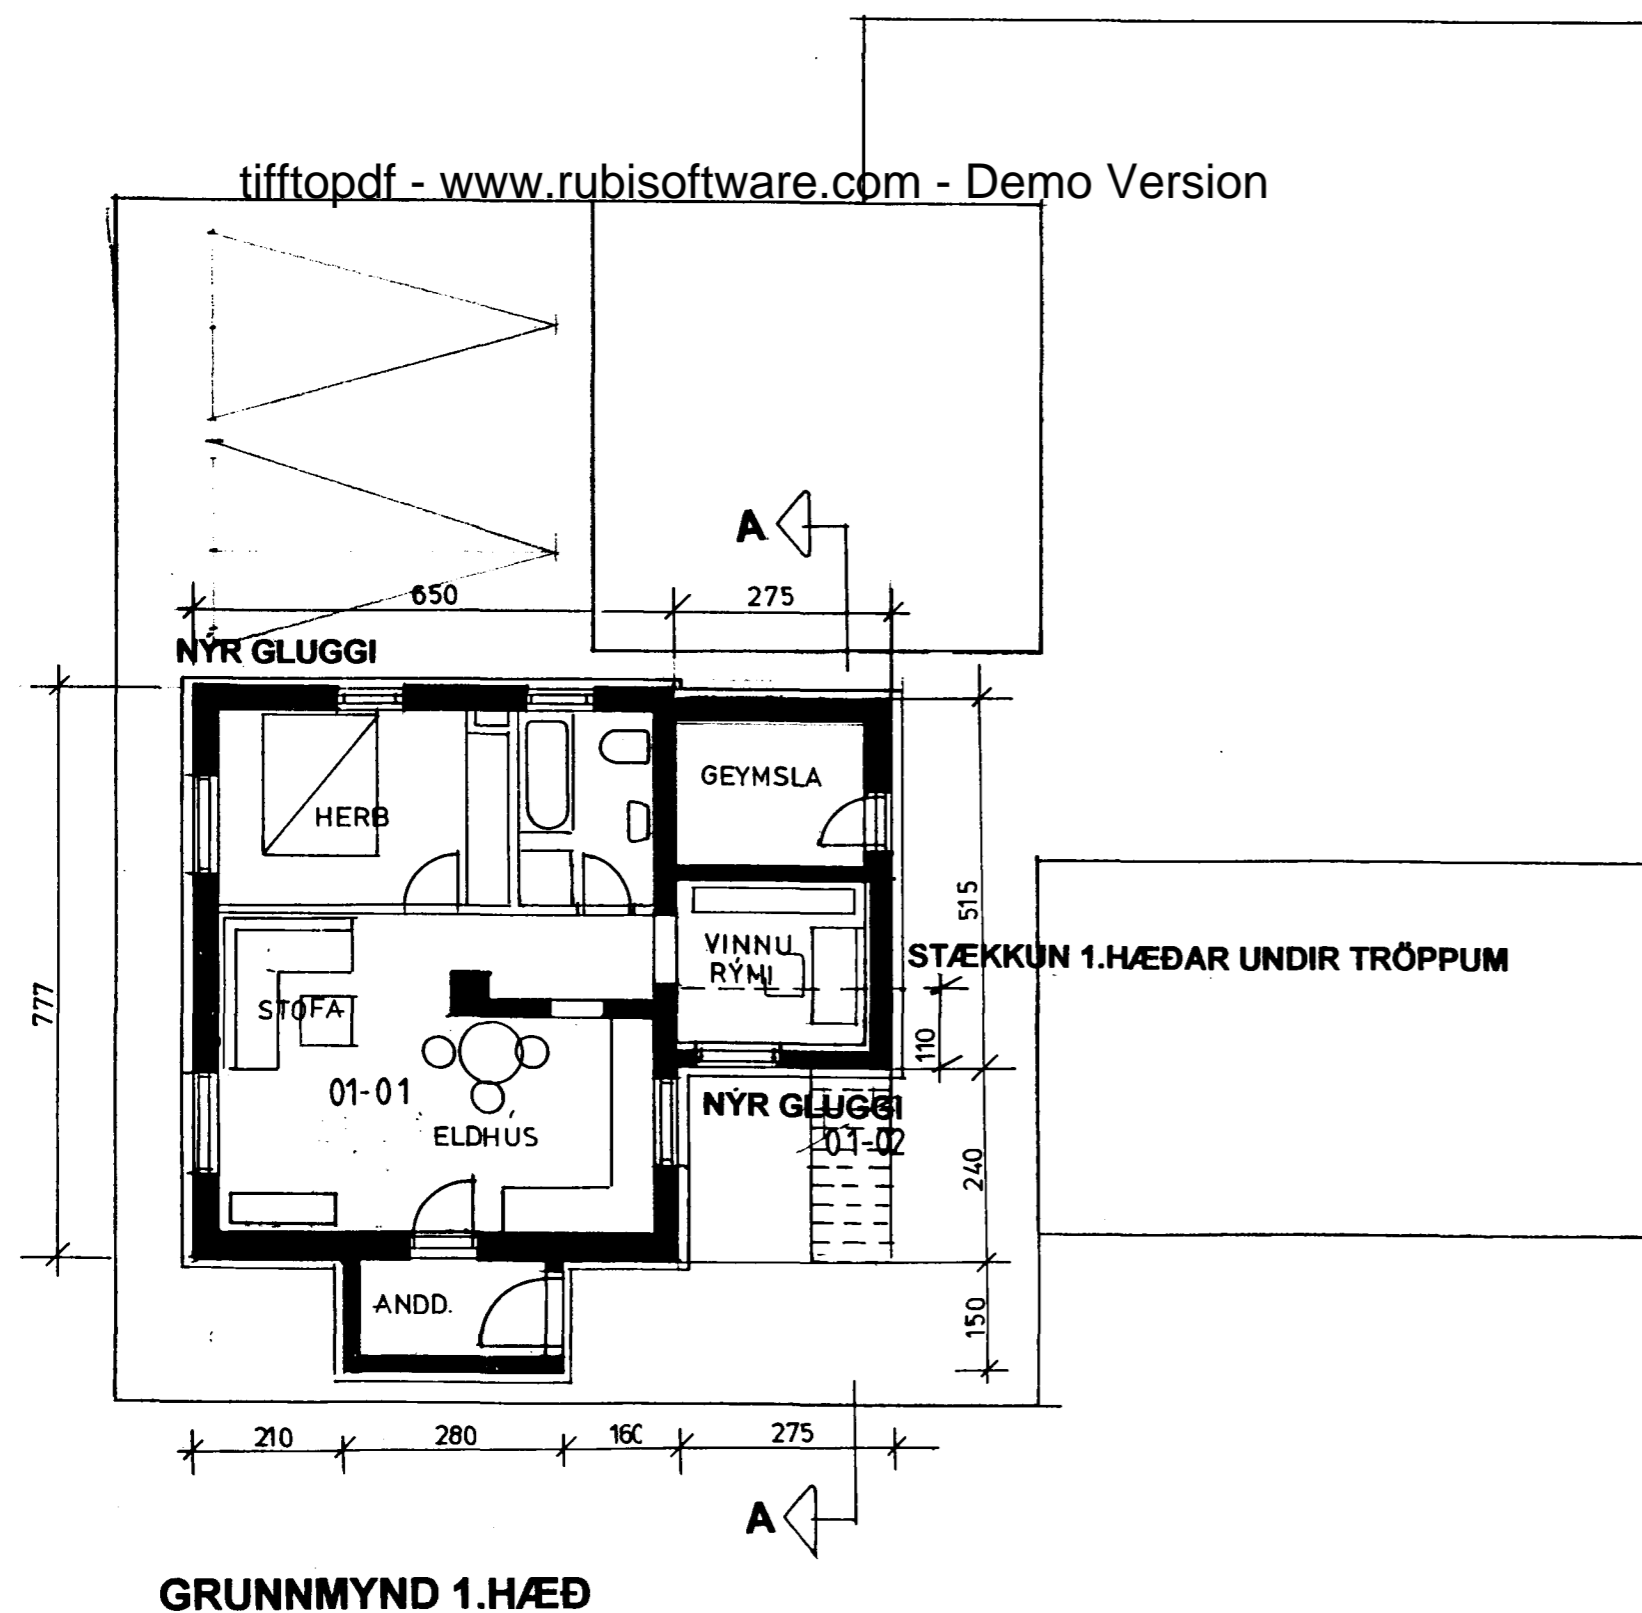 tifftopdf - www.rubisoftware.com - Demo Version
A
650
275
NÝR GLUGGI
GEYMSLA
HERB
515
VINNU
RÝMI
STÆKKUN 1.HÆÐAR UNDIR TRÖPPUM
STOFA
777
110
01-01
NÝR GLUGGI
ELDHÚS
01-02
240
ANDD.
150
210
280
160
275
A
GRUNNMYND 1.HÆÐ